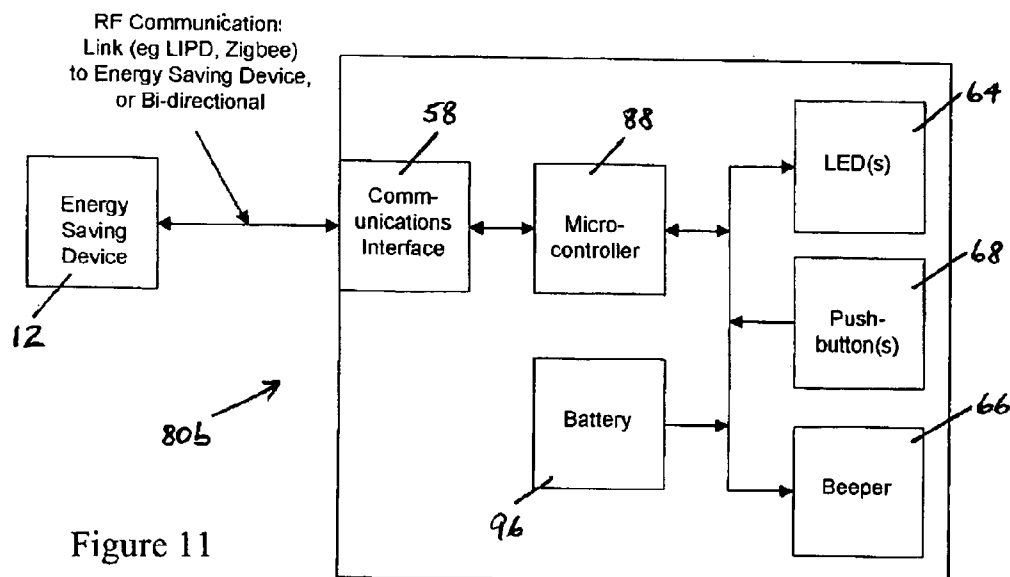 RF Communication:
Link (eg LIPD, Zigbee)
to Energy Saving Device,
or Bi-directional
58
88
64
Energy
Saving
Device
Comm-
unications
Interface
Micro-
controller
LED(s)
68
12
Push-
button(s)
80b
Battery
66
96
Beeper
Figure 11